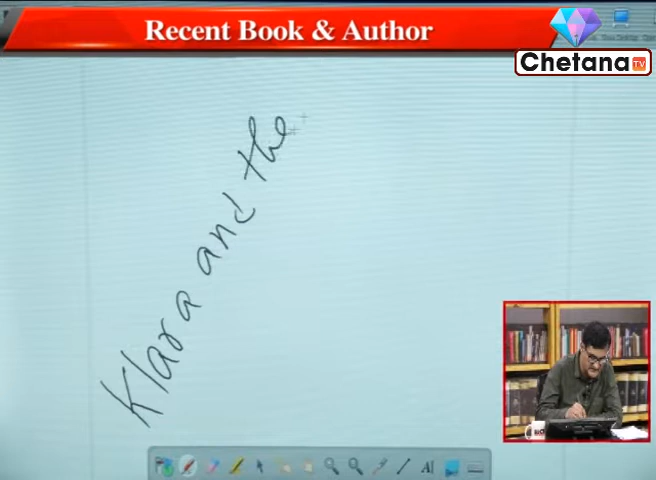 Recent Book & Author
Chetana TV
Klara and the